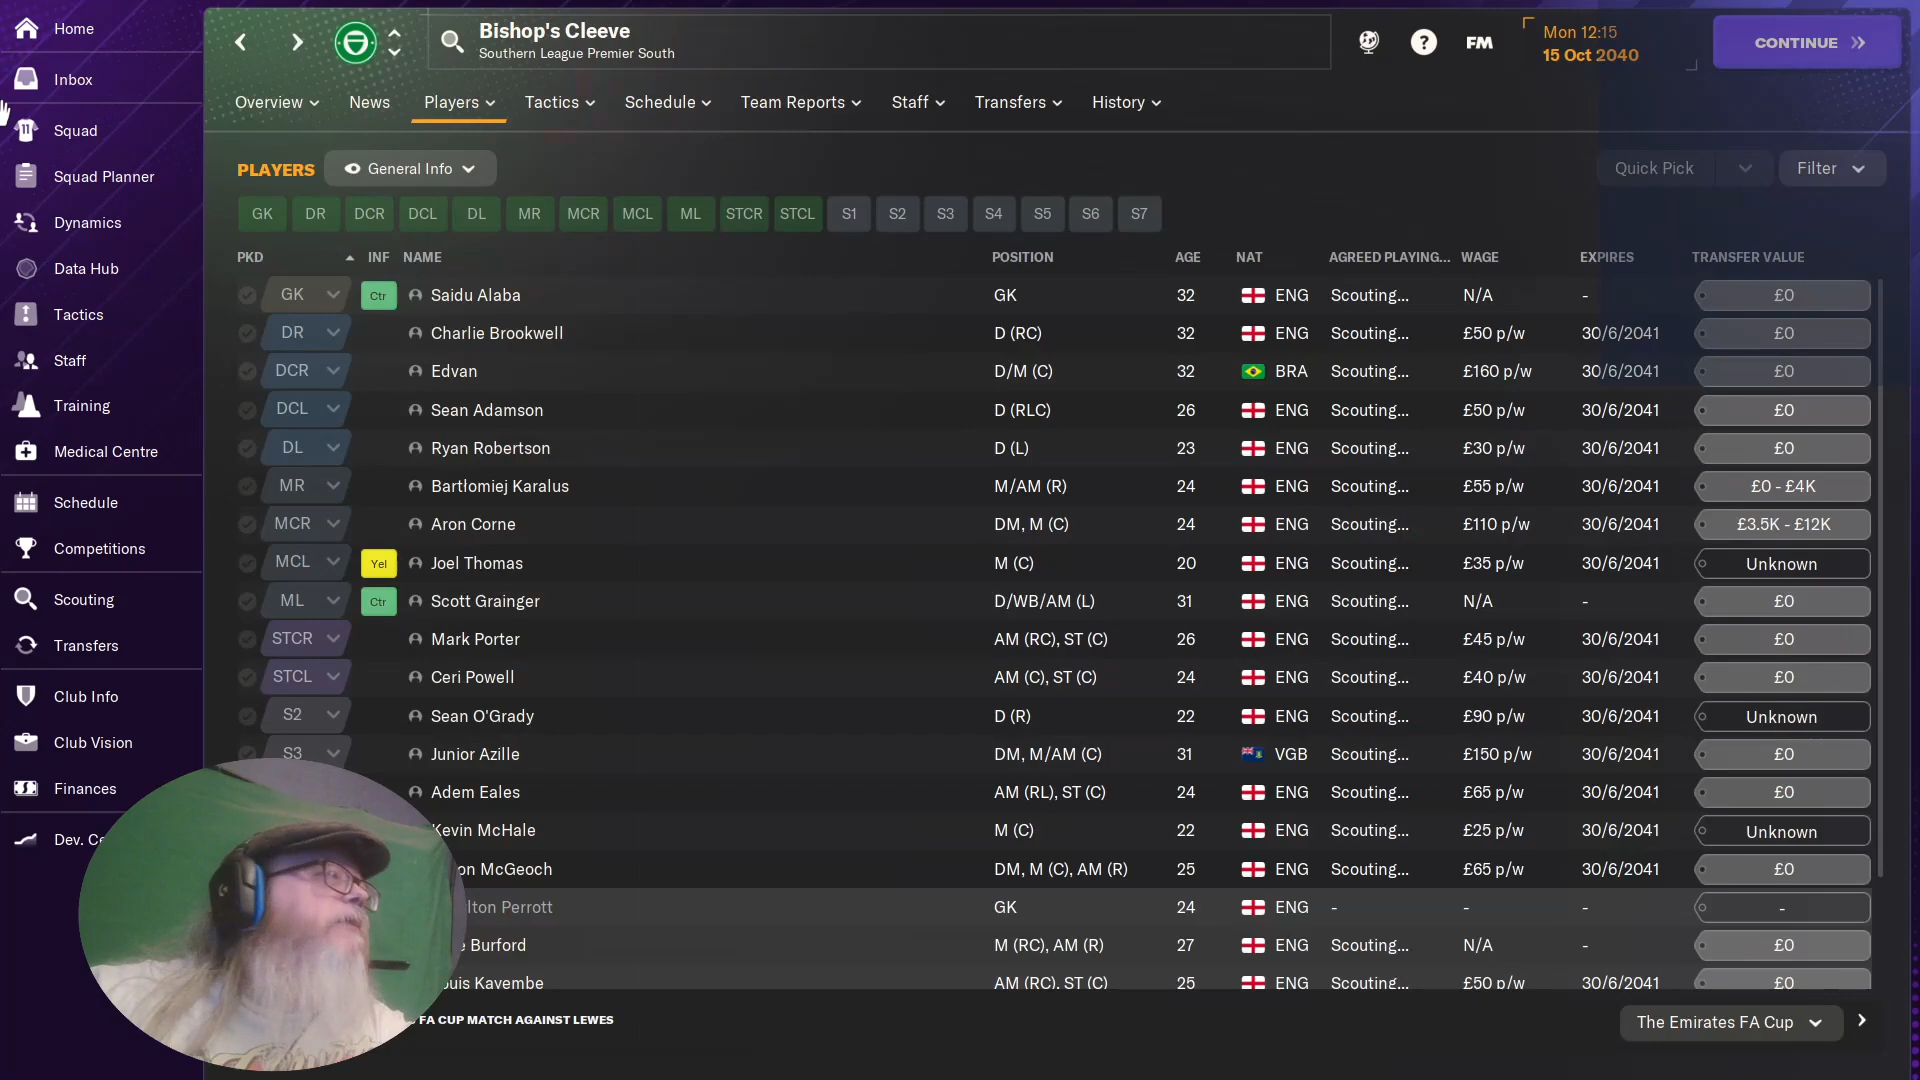 Home
Inbox
Squad
Squad Planner
Dynamics
Data Hub
Tactics
Staff
Training
Medical Centre
Schedule
Competitions
Scouting
Transfers
Club Info
Club Vision
Finances
Dev.
Bishop's Cleeve
Southern League Premier South
FM
Mon 12:15
15 Oct 2040
CONTINUE
Overview News Players Tactics Schedule Team Reports Staff Transfers History
PLAYERS General Info Quick Pick Filter
GK DR DCR DCL DL MR MCR MCL ML STCR STCL S1 S2 S3 S4 S5 S6 S7
PKD INF NAME POSITION AGE NAT AGREED PLAYING... WAGE EXPIRES TRANSFER VALUE
GK Ctr Saidu Alaba GK 32 ENG Scouting... N/A - £0
DR Charlie Brookwell D (RC) 32 ENG Scouting... £50 p/w 30/6/2041 £0
DCR Edvan D/M (C) 32 BRA Scouting... £160 p/w 30/6/2041 £0
DCL Sean Adamson D (RLC) 26 ENG Scouting... £50 p/w 30/6/2041 £0
DL Ryan Robertson D (L) 23 ENG Scouting... £30 p/w 30/6/2041 £0
MR Bartłomiej Karalus M/AM (R) 24 ENG Scouting... £55 p/w 30/6/2041 £0 - £4K
MCR Aron Corne DM, M (C) 24 ENG Scouting... £110 p/w 30/6/2041 £3.5K - £12K
MCL Yel Joel Thomas M (C) 20 ENG Scouting... £35 p/w 30/6/2041 Unknown
ML Ctr Scott Grainger D/WB/AM (L) 31 ENG Scouting... N/A - £0
STCR Mark Porter AM (RC), ST (C) 26 ENG Scouting... £45 p/w 30/6/2041 £0
STCL Ceri Powell AM (C), ST (C) 24 ENG Scouting... £40 p/w 30/6/2041 £0
S2 Sean O'Grady D (R) 22 ENG Scouting... £90 p/w 30/6/2041 Unknown
S3 Junior Azille DM, M/AM (C) 31 VGB Scouting... £150 p/w 30/6/2041 £0
Adem Eales AM (RL), ST (C) 24 ENG Scouting... £65 p/w 30/6/2041 £0
Kevin McHale M (C) 22 ENG Scouting... £25 p/w 30/6/2041 Unknown
McGeoch DM, M (C), AM (R) 25 ENG Scouting... £65 p/w 30/6/2041 £0
Perrott GK 24 ENG - - - -
Burford M (RC), AM (R) 27 ENG Scouting... N/A - £0
Kavembe AM (RC), ST (C) 25 ENG Scouting... £50 p/w 30/6/2041 £0
FA CUP MATCH AGAINST LEWES
The Emirates FA Cup